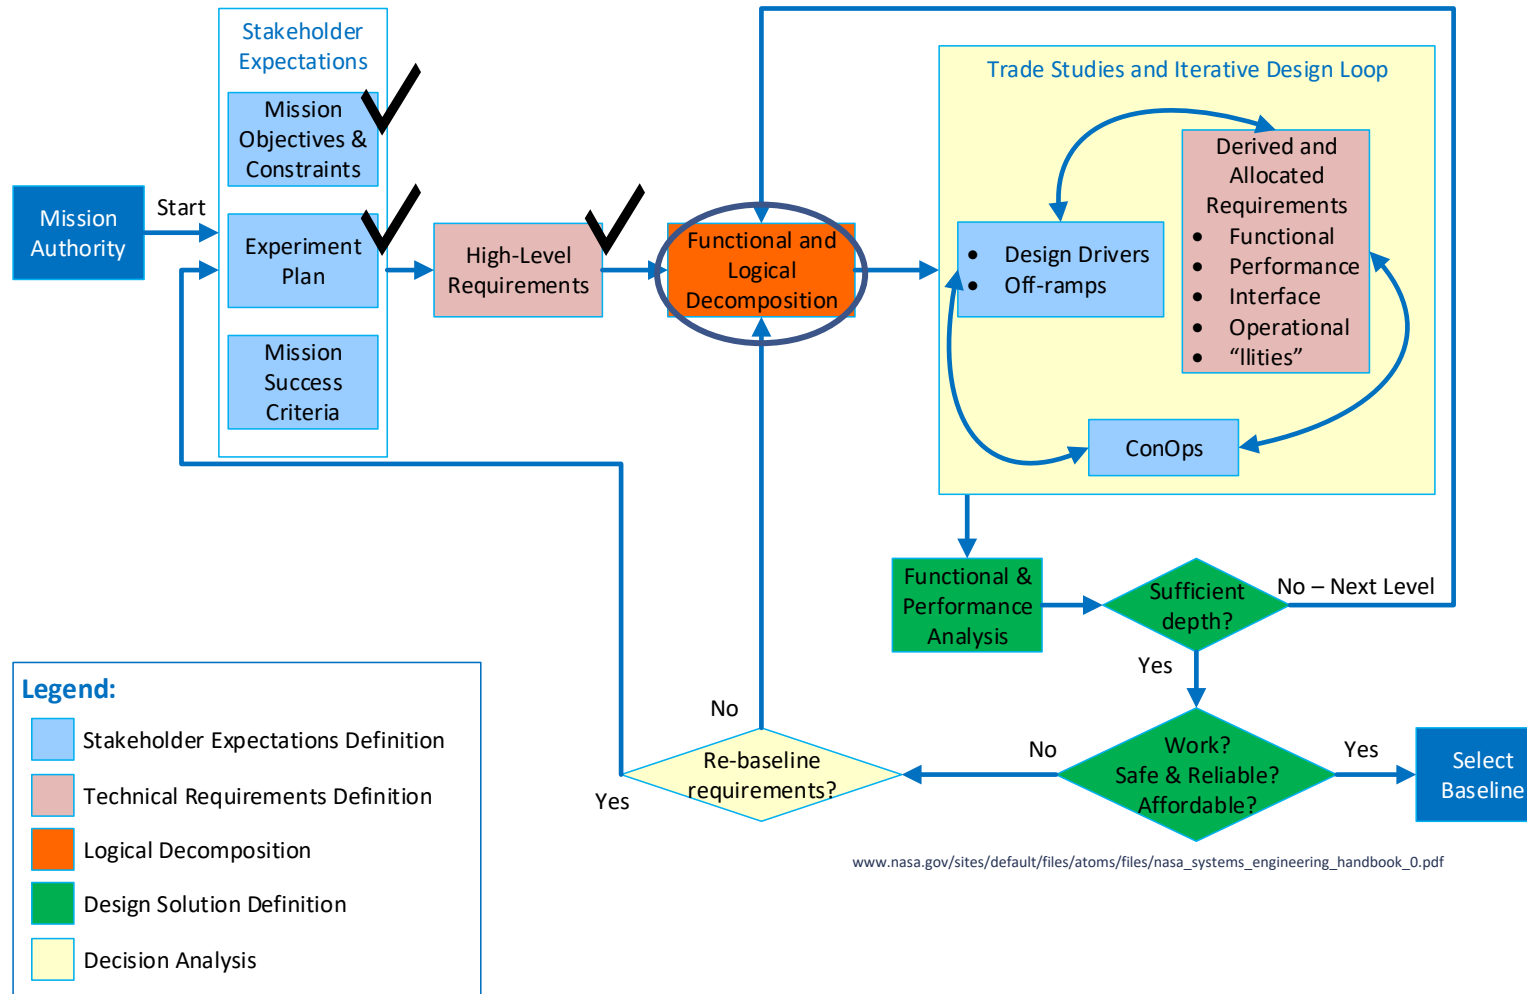 Stakeholder
Expectations
Mission
Objectives &
Constraints
Mission
Authority
Start
Experiment
Plan
Mission
Success
Criteria
High-Level
Requirements
Functional and
Logical
Decomposition
Trade Studies and Iterative Design Loop
• Design Drivers
• Off-ramps
Derived and
Allocated
Requirements
• Functional
• Performance
• Interface
• Operational
• “Ilities”
ConOps
Functional &
Performance
Analysis
Sufficient
depth?
No – Next Level
Yes
Work?
Safe & Reliable?
Affordable?
Yes
Select
Baseline
No
Re-baseline
requirements?
No
Yes
www.nasa.gov/sites/default/files/atoms/files/nasa_systems_engineering_handbook_0.pdf
Legend:
Stakeholder Expectations Definition
Technical Requirements Definition
Logical Decomposition
Design Solution Definition
Decision Analysis